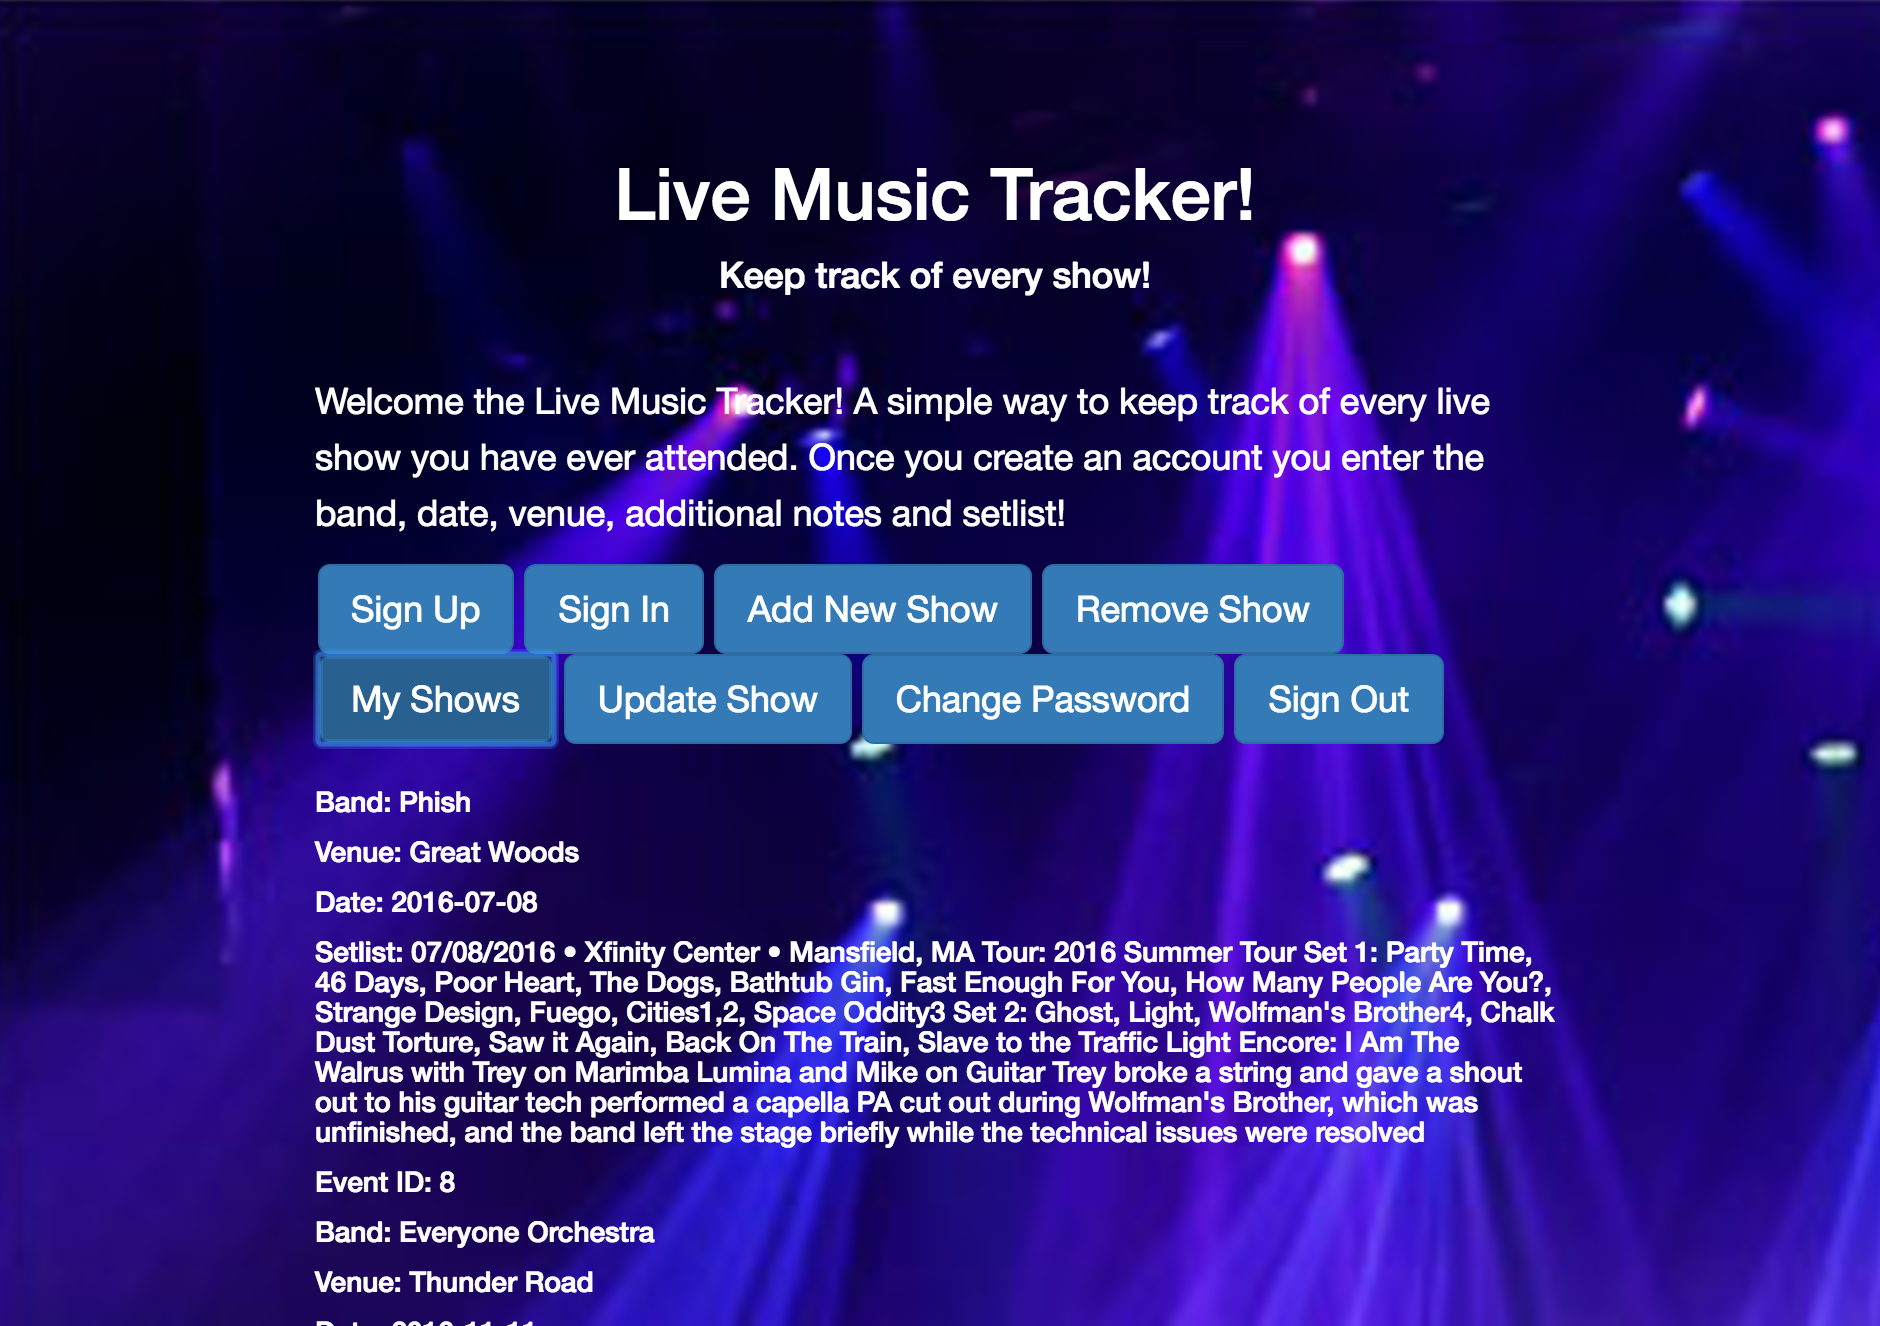 Live Music Tracker!
Keep track of every show!
Welcome the Live Music Tracker! A simple way to keep track of every live
show you have ever attended. Once you create an account you enter the
band, date, venue, additional notes and setlist!
Sign Up Sign In Add New Show Remove Show
My Shows Update Show Change Password Sign Out
Band: Phish
Venue: Great Woods
Date: 2016-07-08
Setlist: 07/08/2016 • Xfinity Center • Mansfield, MA Tour: 2016 Summer Tour Set 1: Party Time,
46 Days, Poor Heart, The Dogs, Bathtub Gin, Fast Enough For You, How Many People Are You?,
Strange Design, Fuego, Cities1,2, Space Oddity3 Set 2: Ghost, Light, Wolfman's Brother4, Chalk
Dust Torture, Saw it Again, Back On The Train, Slave to the Traffic Light Encore: I Am The
Walrus with Trey on Marimba Lumina and Mike on Guitar Trey broke a string and gave a shout
out to his guitar tech performed a capella PA cut out during Wolfman's Brother, which was
unfinished, and the band left the stage briefly while the technical issues were resolved
Event ID: 8
Band: Everyone Orchestra
Venue: Thunder Road